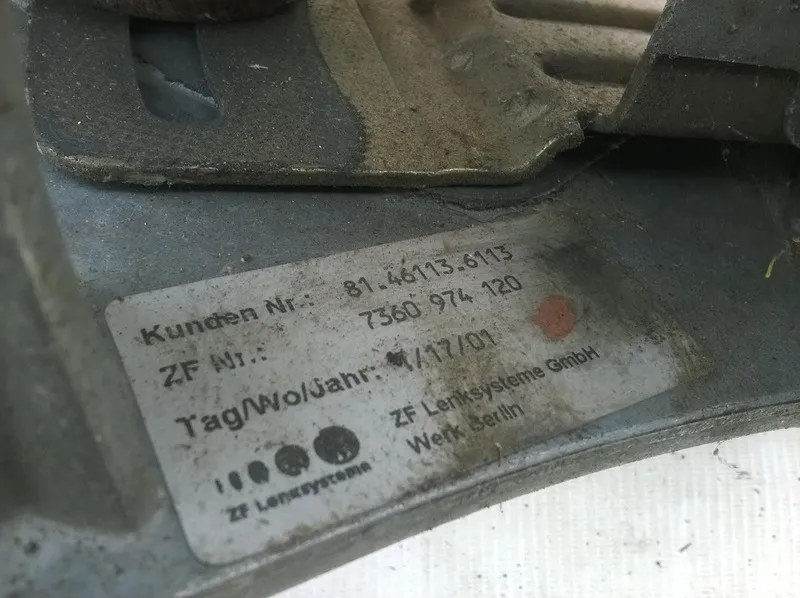 Kunden Nr.: 81.46113.6113
ZF Nr.: 7360 974 120
Tag/Wo/Jahr: /17/01
ZF Lenksysteme GmbH
Werk Berlin
ZF Lenksysteme